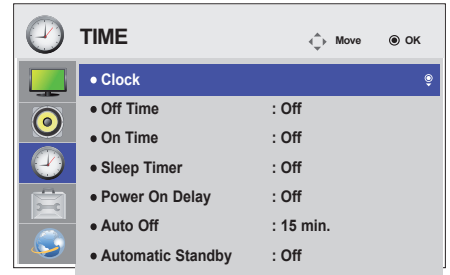 TIME Move OK
● Clock
● Off Time : Off
● On Time : Off
● Sleep Timer : Off
● Power On Delay : Off
● Auto Off : 15 min.
● Automatic Standby : Off